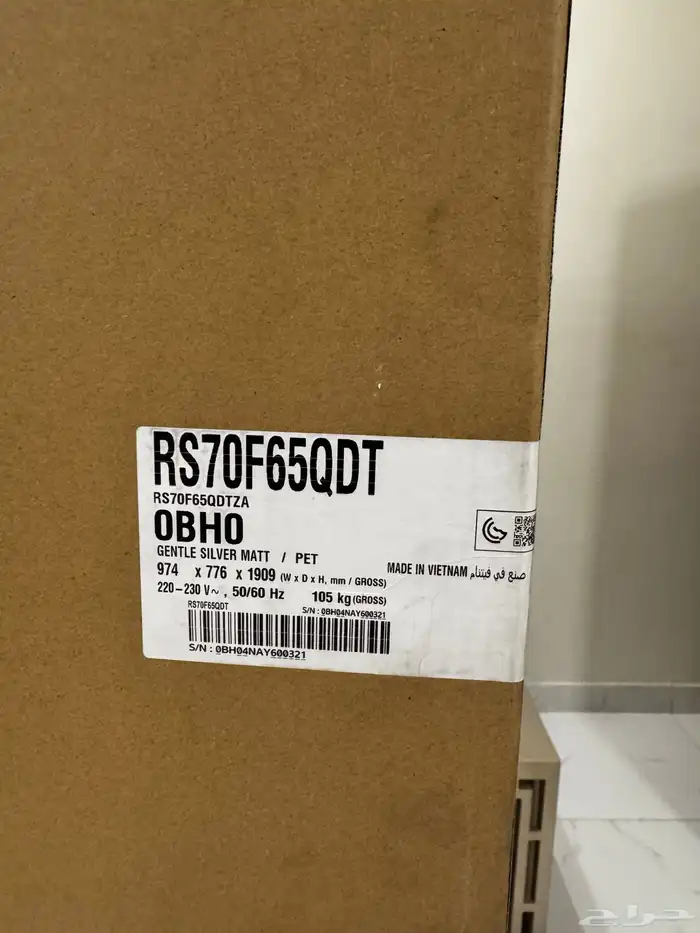 RS70F65QDT
RS70F65QDTZA
0BH0
GENTLE SILVER MATT / PET
974 x 776 x 1909 (W x D x H, mm / GROSS)
MADE IN VIETNAM صنع في فيتنام
220-230 V~, 50/60 Hz 105 kg (GROSS)
RS70F65QDT S/N : 0BH04NAY600321
S/N : 0BH04NAY600321
حراج